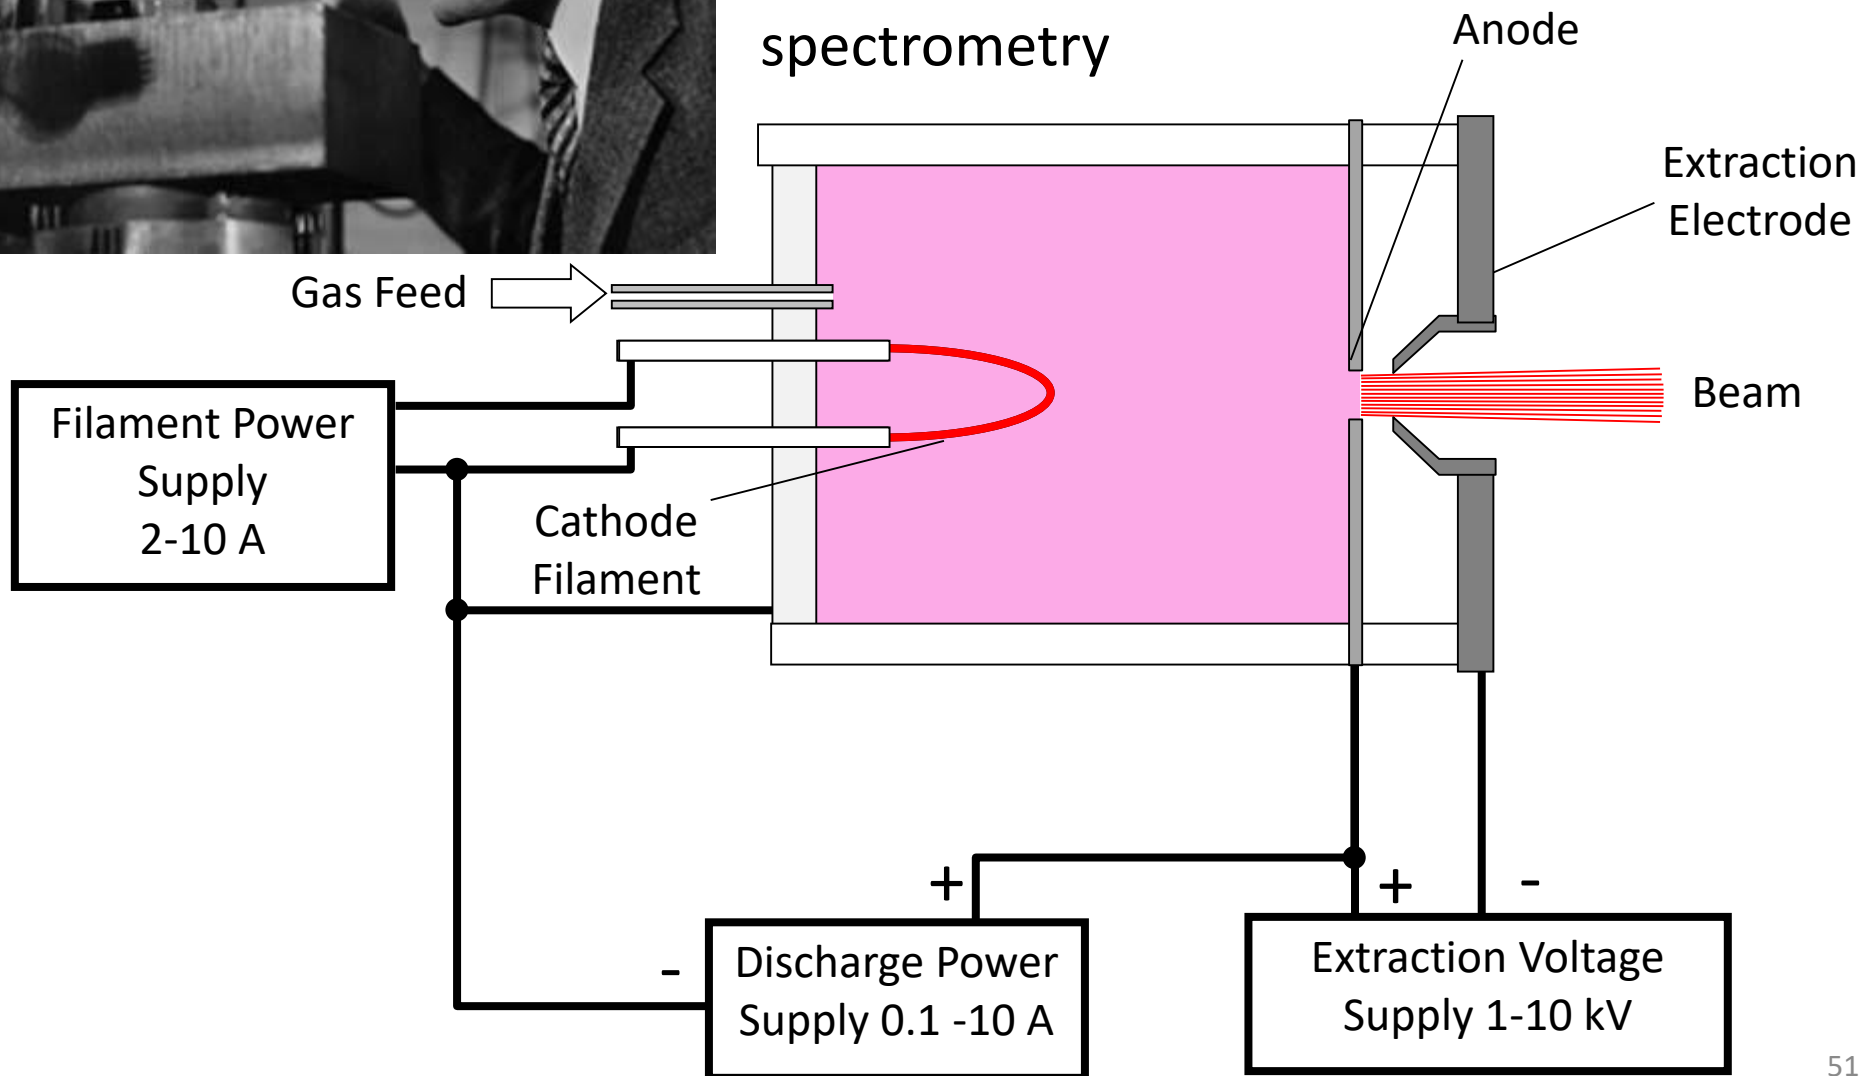 spectrometry
Anode
Extraction
Electrode
Gas Feed
Beam
Filament Power
Supply
2-10 A
Cathode
Filament
+
+
-
-
Discharge Power
Supply 0.1 -10 A
Extraction Voltage
Supply 1-10 kV
51